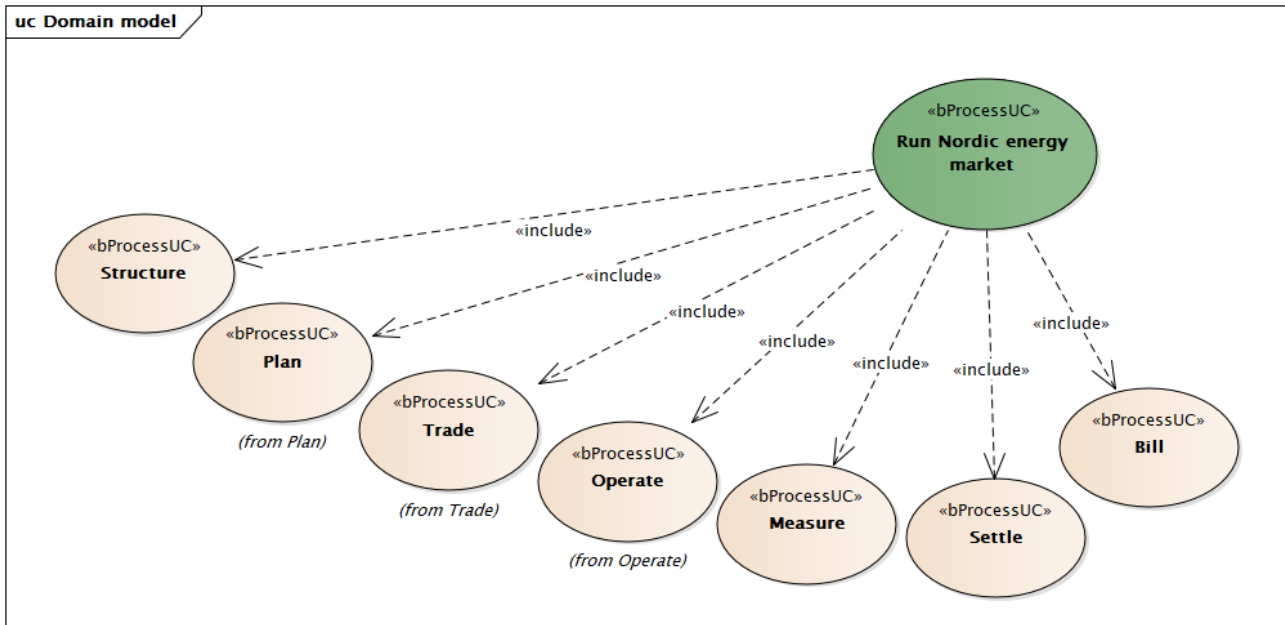 uc Domain model
«bProcessUC»
Run Nordic energy
market
«include»
«include»
«include»
«include»
«include»
«include»
«include»
«bProcessUC»
Structure
«bProcessUC»
Plan
(from Plan)
«bProcessUC»
Trade
(from Trade)
«bProcessUC»
Operate
(from Operate)
«bProcessUC»
Measure
«bProcessUC»
Settle
«bProcessUC»
Bill